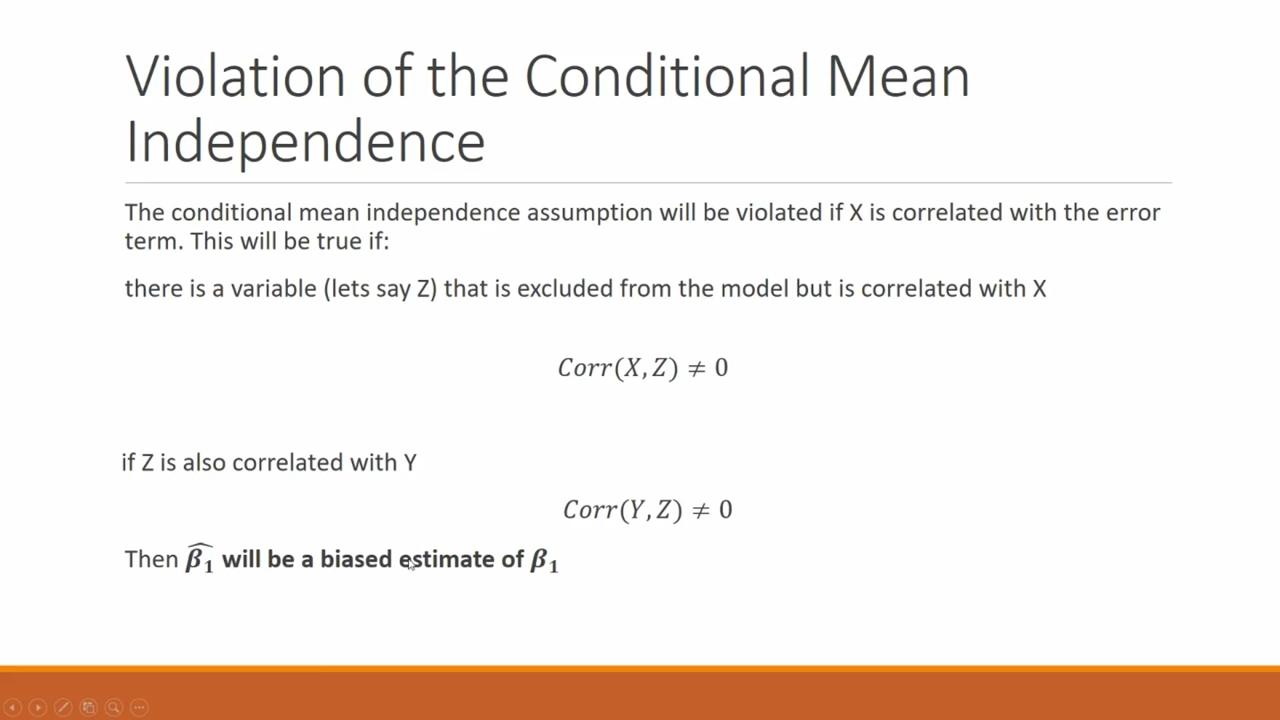 Violation of the Conditional Mean
Independence
The conditional mean independence assumption will be violated if X is correlated with the error
term. This will be true if:
there is a variable (lets say Z) that is excluded from the model but is correlated with X
Corr(X, Z) ≠ 0
if Z is also correlated with Y
Corr(Y, Z) ≠ 0
Then β̂₁ will be a biased estimate of β₁